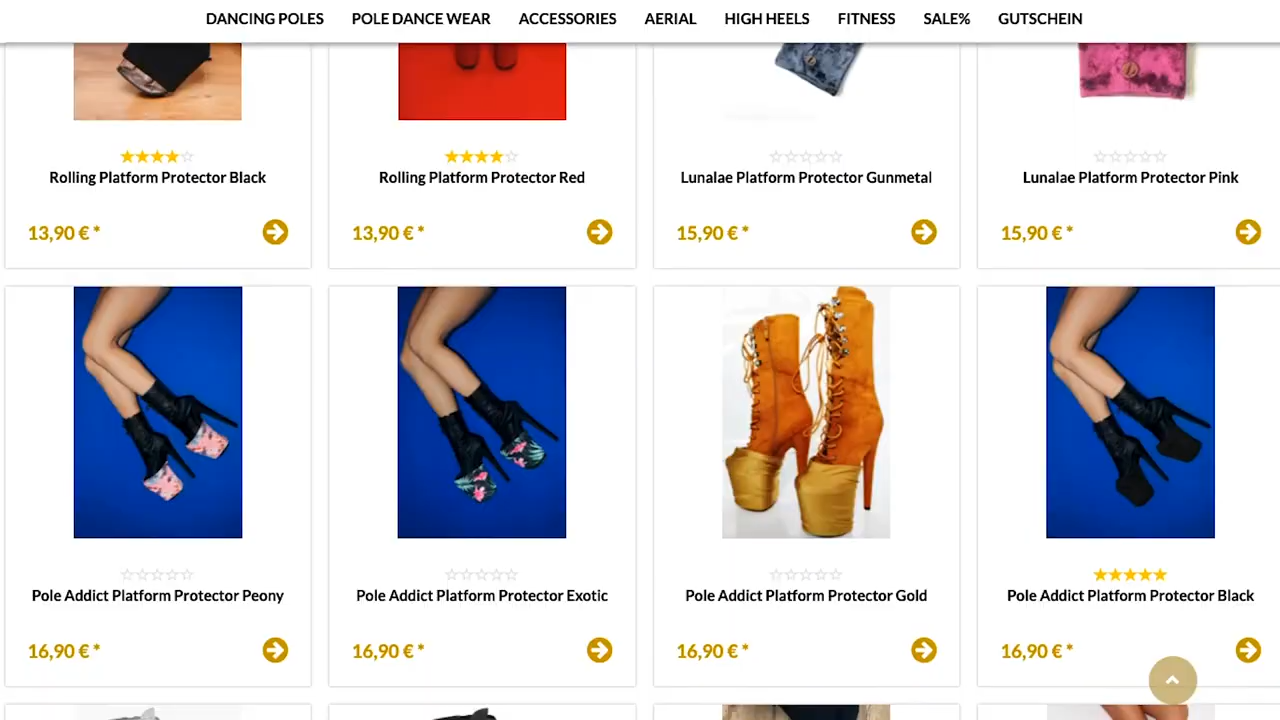 DANCING POLES POLE DANCE WEAR ACCESSORIES AERIAL HIGH HEELS FITNESS SALE% GUTSCHEIN
Rolling Platform Protector Black
13,90 € *
Rolling Platform Protector Red
13,90 € *
Lunalae Platform Protector Gunmetal
15,90 € *
Lunalae Platform Protector Pink
15,90 € *
Pole Addict Platform Protector Peony
16,90 € *
Pole Addict Platform Protector Exotic
16,90 € *
Pole Addict Platform Protector Gold
16,90 € *
Pole Addict Platform Protector Black
16,90 € *